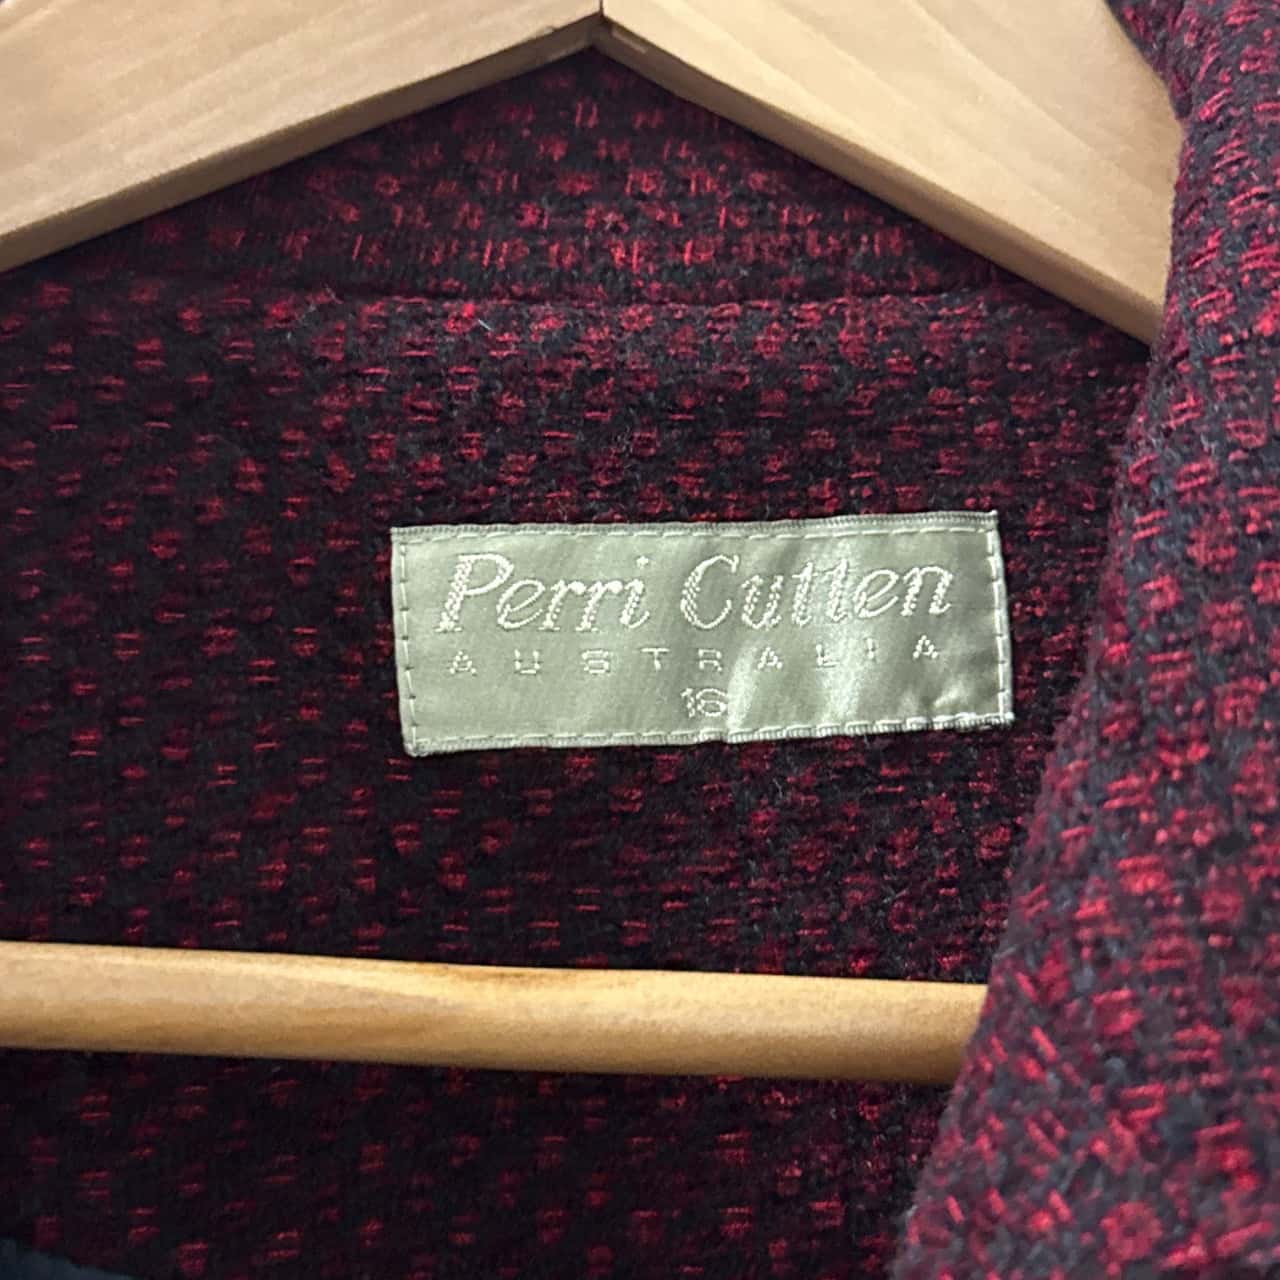 Perri Cutten
AUSTRALIA
16